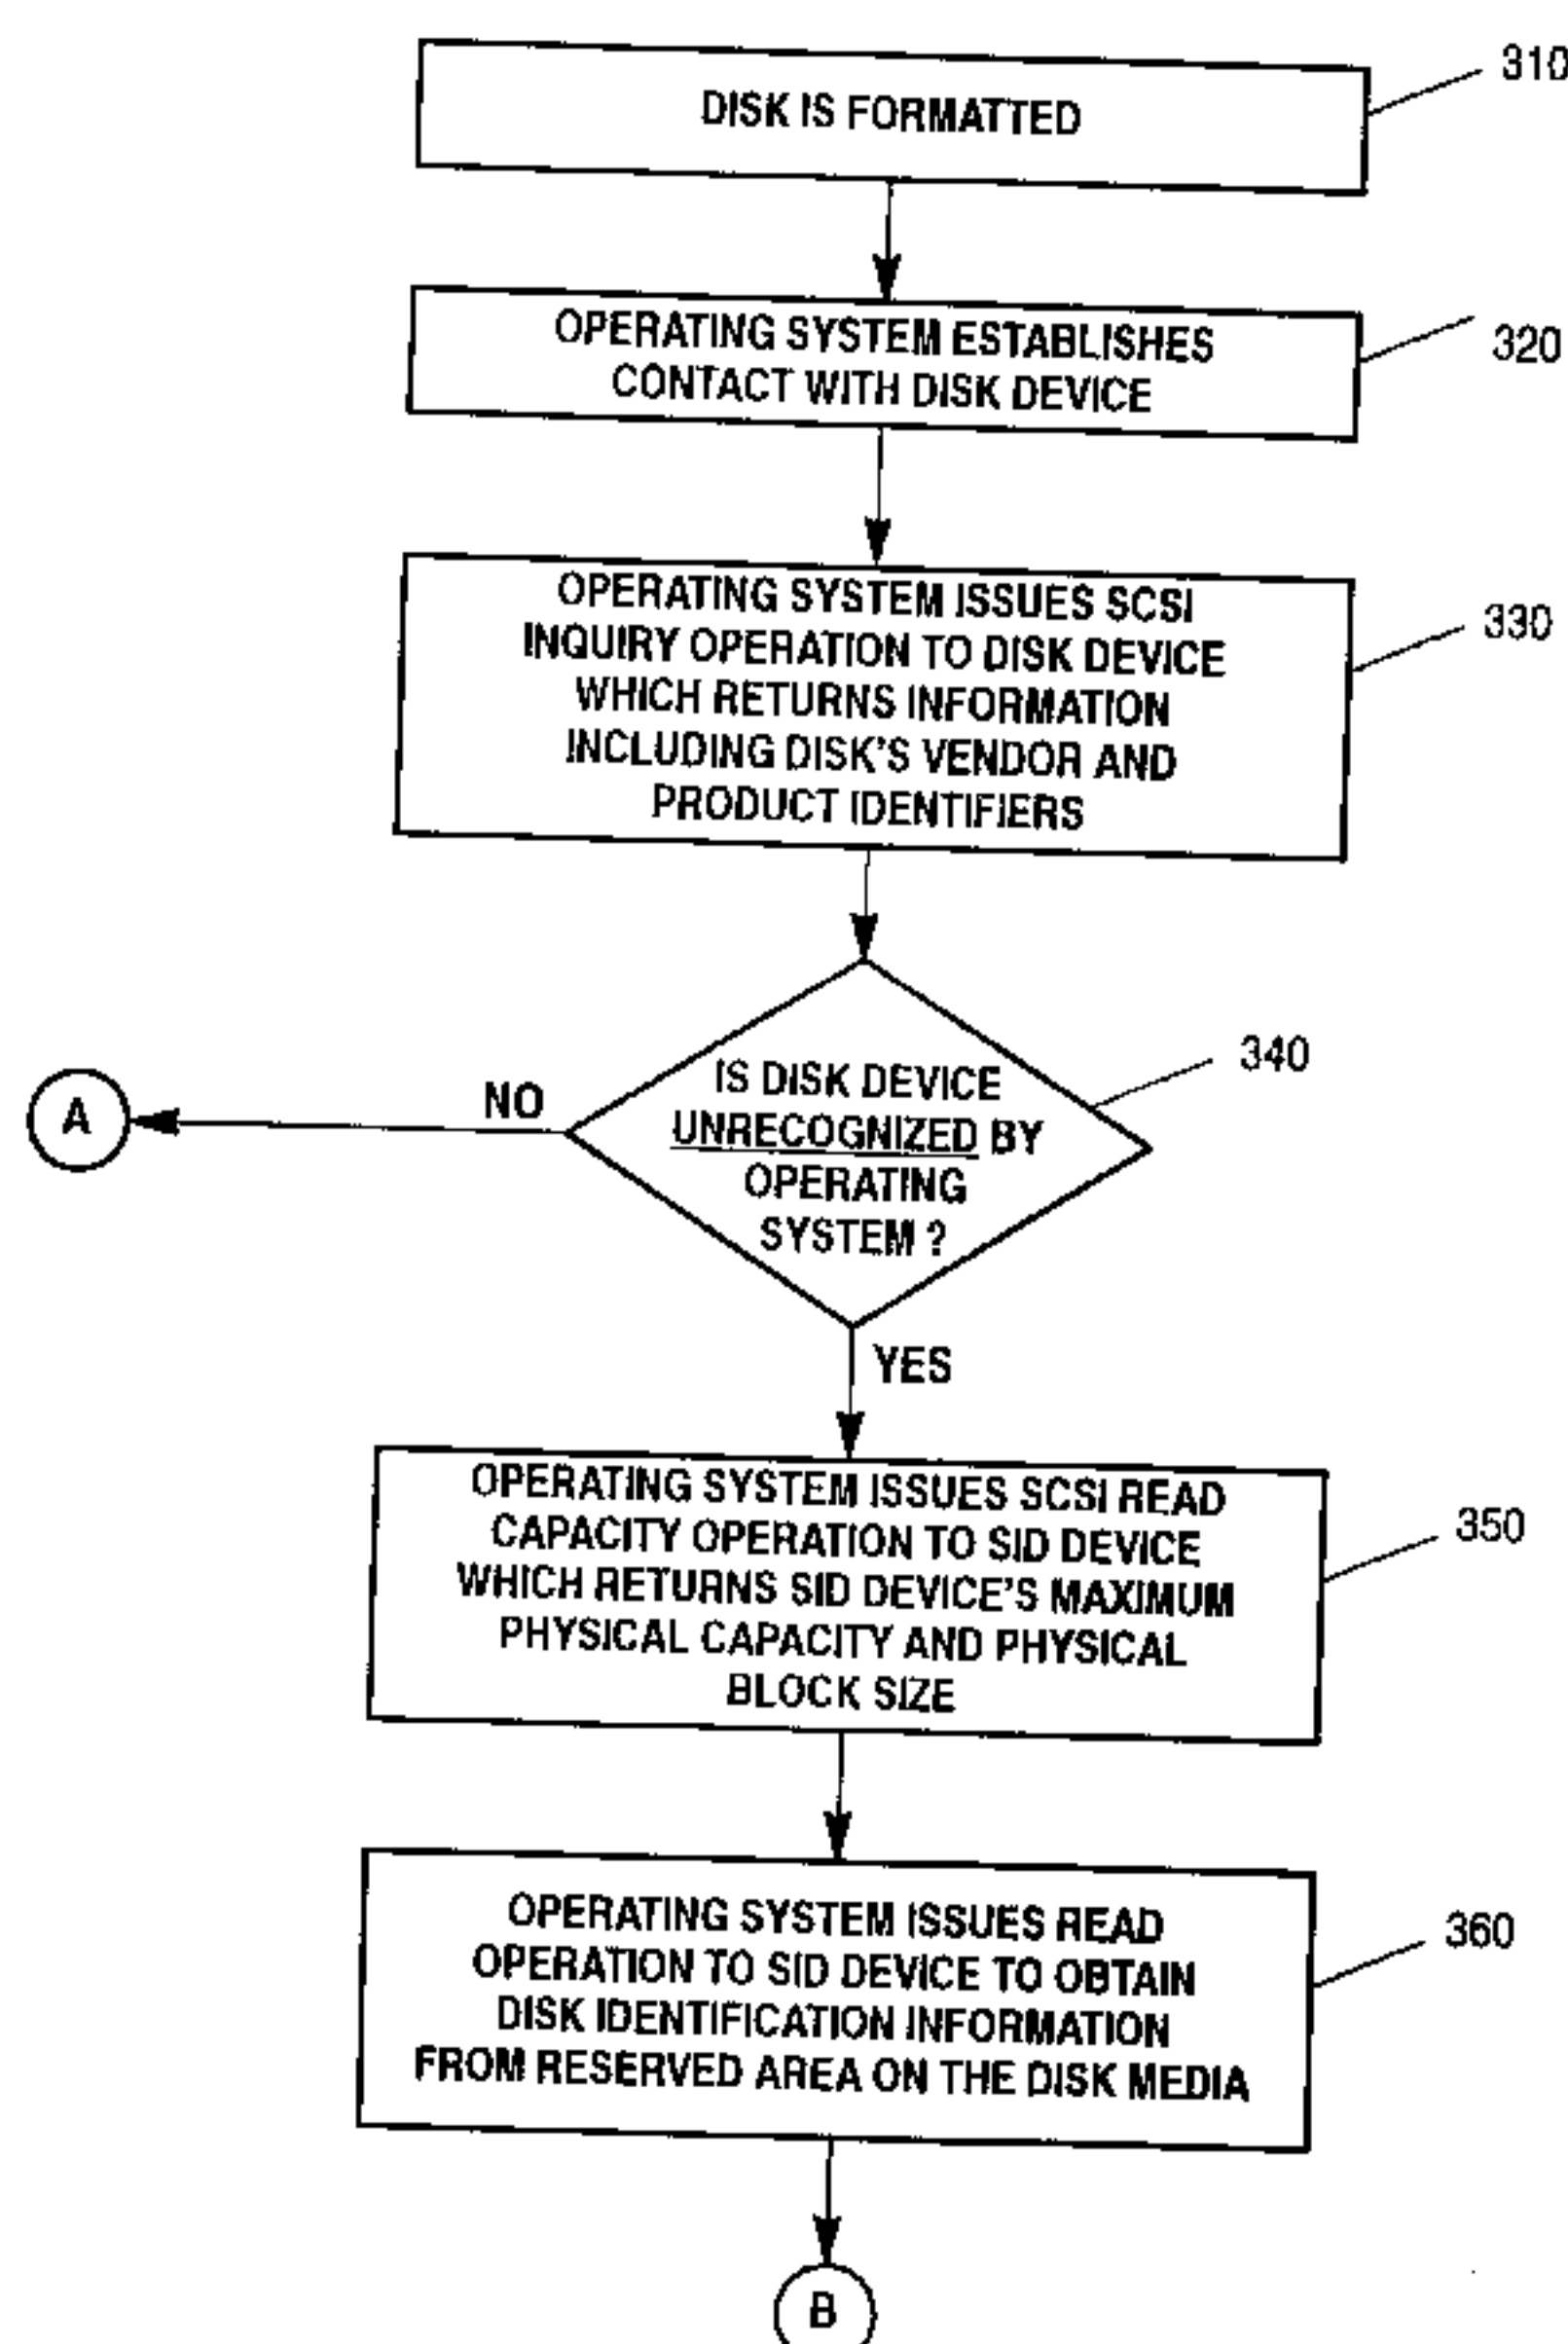 DISK IS FORMATTED
310
OPERATING SYSTEM ESTABLISHES
CONTACT WITH DISK DEVICE
320
OPERATING SYSTEM ISSUES SCSI
INQUIRY OPERATION TO DISK DEVICE
WHICH RETURNS INFORMATION
INCLUDING DISK'S VENDOR AND
PRODUCT IDENTIFIERS
330
IS DISK DEVICE
UNRECOGNIZED BY
OPERATING
SYSTEM ?
340
NO
A
YES
OPERATING SYSTEM ISSUES SCSI READ
CAPACITY OPERATION TO SID DEVICE
WHICH RETURNS SID DEVICE'S MAXIMUM
PHYSICAL CAPACITY AND PHYSICAL
BLOCK SIZE
350
OPERATING SYSTEM ISSUES READ
OPERATION TO SID DEVICE TO OBTAIN
DISK IDENTIFICATION INFORMATION
FROM RESERVED AREA ON THE DISK MEDIA
360
B